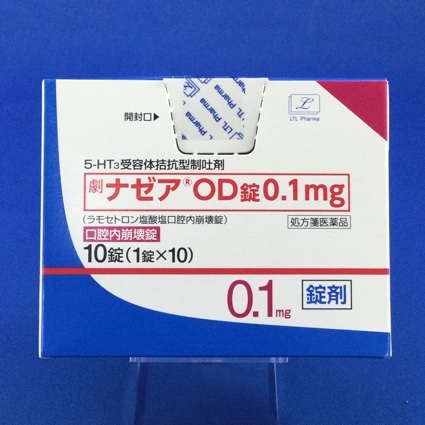 開封口▶
LTL Pharma
LTL Pharma
5-HT₃受容体拮抗型制吐剤
劇 ナゼア®OD錠0.1mg
(ラモセトロン塩酸塩口腔内崩壊錠)
処方箋医薬品
口腔内崩壊錠
10錠(1錠×10)
0.1mg
錠剤